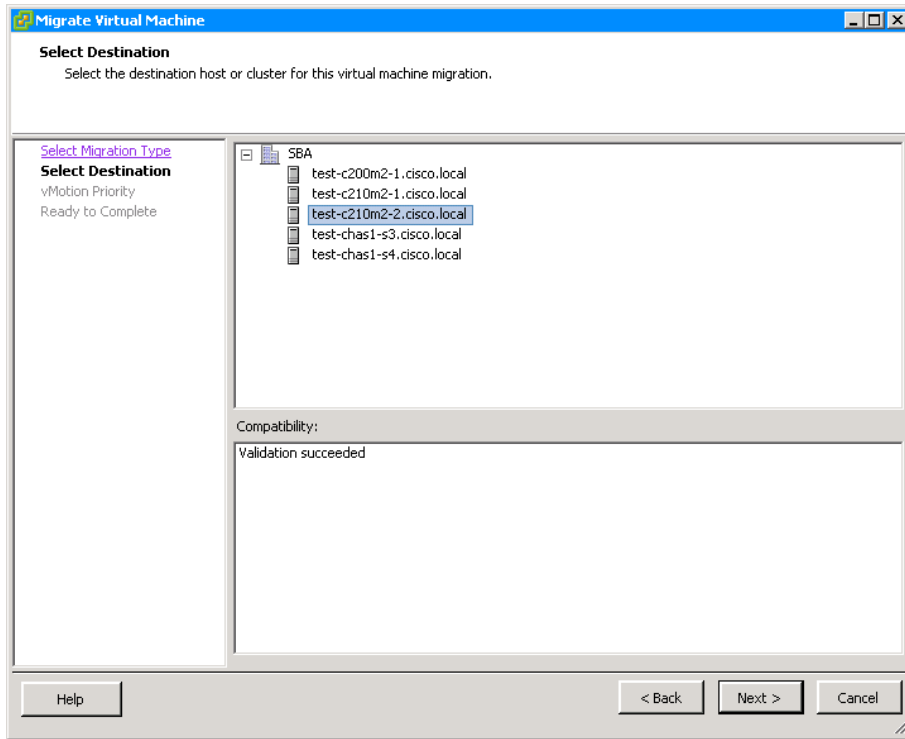 Migrate Virtual Machine
Select Destination
Select the destination host or cluster for this virtual machine migration.
Select Migration Type
Select Destination
vMotion Priority
Ready to Complete
SBA
test-c200m2-1.cisco.local
test-c210m2-1.cisco.local
test-c210m2-2.cisco.local
test-chas1-s3.cisco.local
test-chas1-s4.cisco.local
Compatibility:
Validation succeeded
Help
< Back
Next >
Cancel